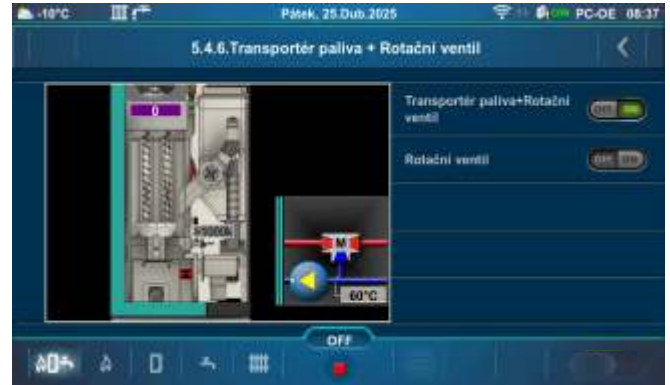 -10°C
Pátek, 25.Dub.2025
PC-OE 08:37
5.4.6.Transportér paliva + Rotační ventil
0
Transportér paliva+Rotační
ventil
OFF
Rotační ventil
OFF ON
M
60°C
OFF